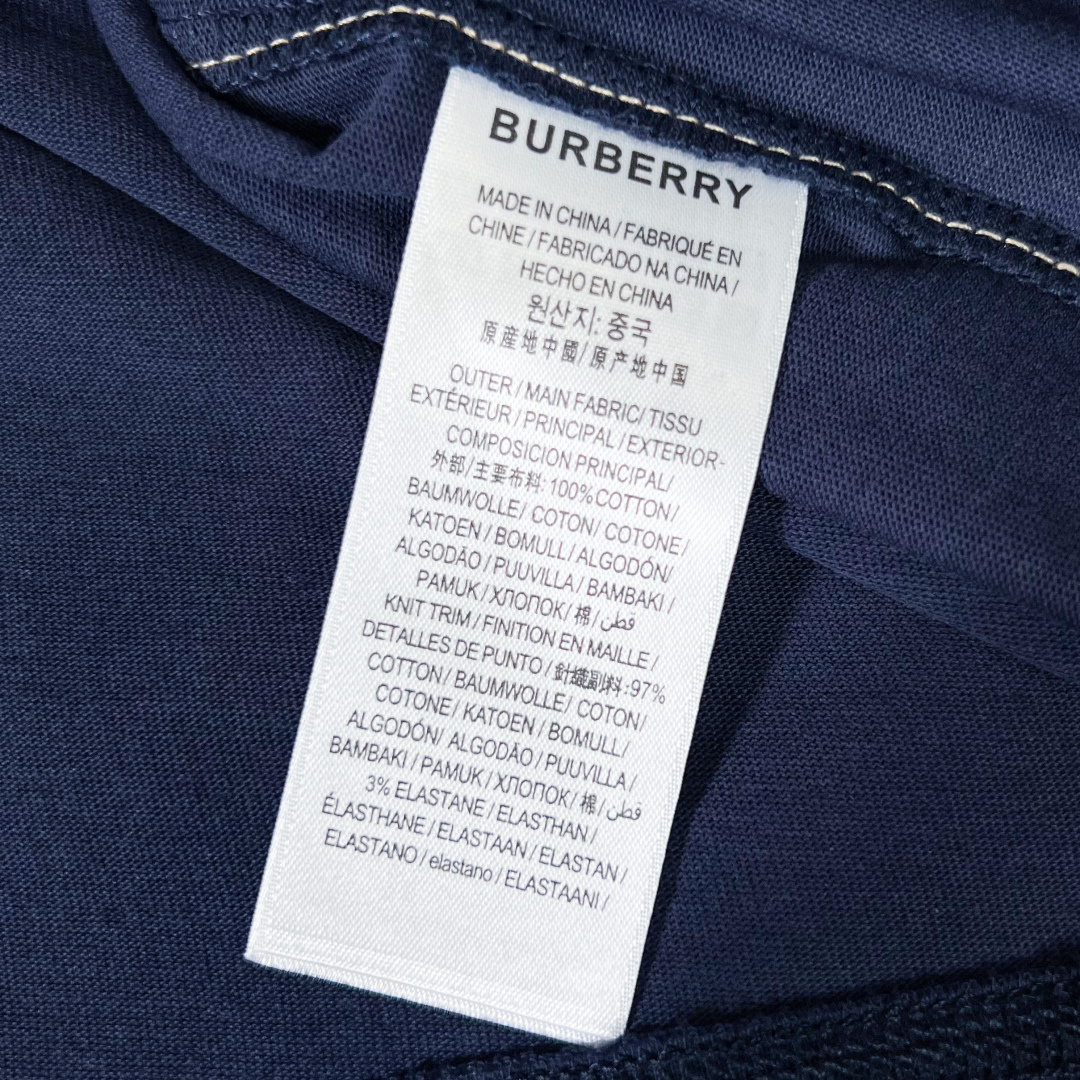 BURBERRY
MADE IN CHINA / FABRIQUÉ EN
CHINE / FABRICADO NA CHINA /
HECHO EN CHINA
원산지: 중국
原産地中國/原产地中国
OUTER / MAIN FABRIC/ TISSU
EXTÉRIEUR / PRINCIPAL / EXTERIOR-
COMPOSICION PRINCIPAL/
外部/主要布料: 100% COTTON /
BAUMWOLLE/ COTON/ COTONE /
KATOEN / BOMULL / ALGODÓN/
ALGODÃO / PUUVILLA / BAMBAKI /
PAMUK / ХЛОПОК / 棉 / قطن
KNIT TRIM / FINITION EN MAILLE /
DETALLES DE PUNTO / 針織副料 :97%
COTTON / BAUMWOLLE / COTON /
COTONE / KATOEN / BOMULL/
ALGODÓN/ ALGODÃO / PUUVILLA /
BAMBAKI / PAMUK / ХЛОПОК / 棉 / قطن
3% ELASTANE / ELASTHAN /
ÉLASTHANE / ELASTAAN / ELASTAN /
ELASTANO / elastano / ELASTAANI /